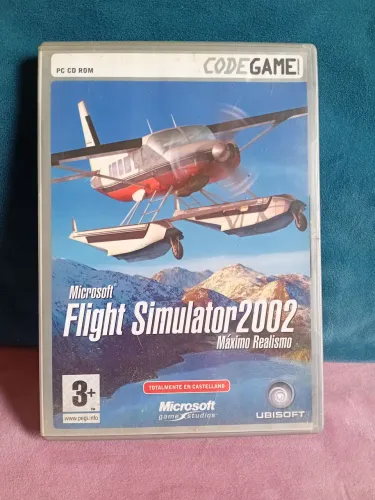 PC CD ROM
CODEGAME
Microsoft
Flight Simulator 2002
Máximo Realismo
TOTALMENTE EN CASTELLANO
3+
www.pegi.info
Microsoft
game studios
UBISOFT